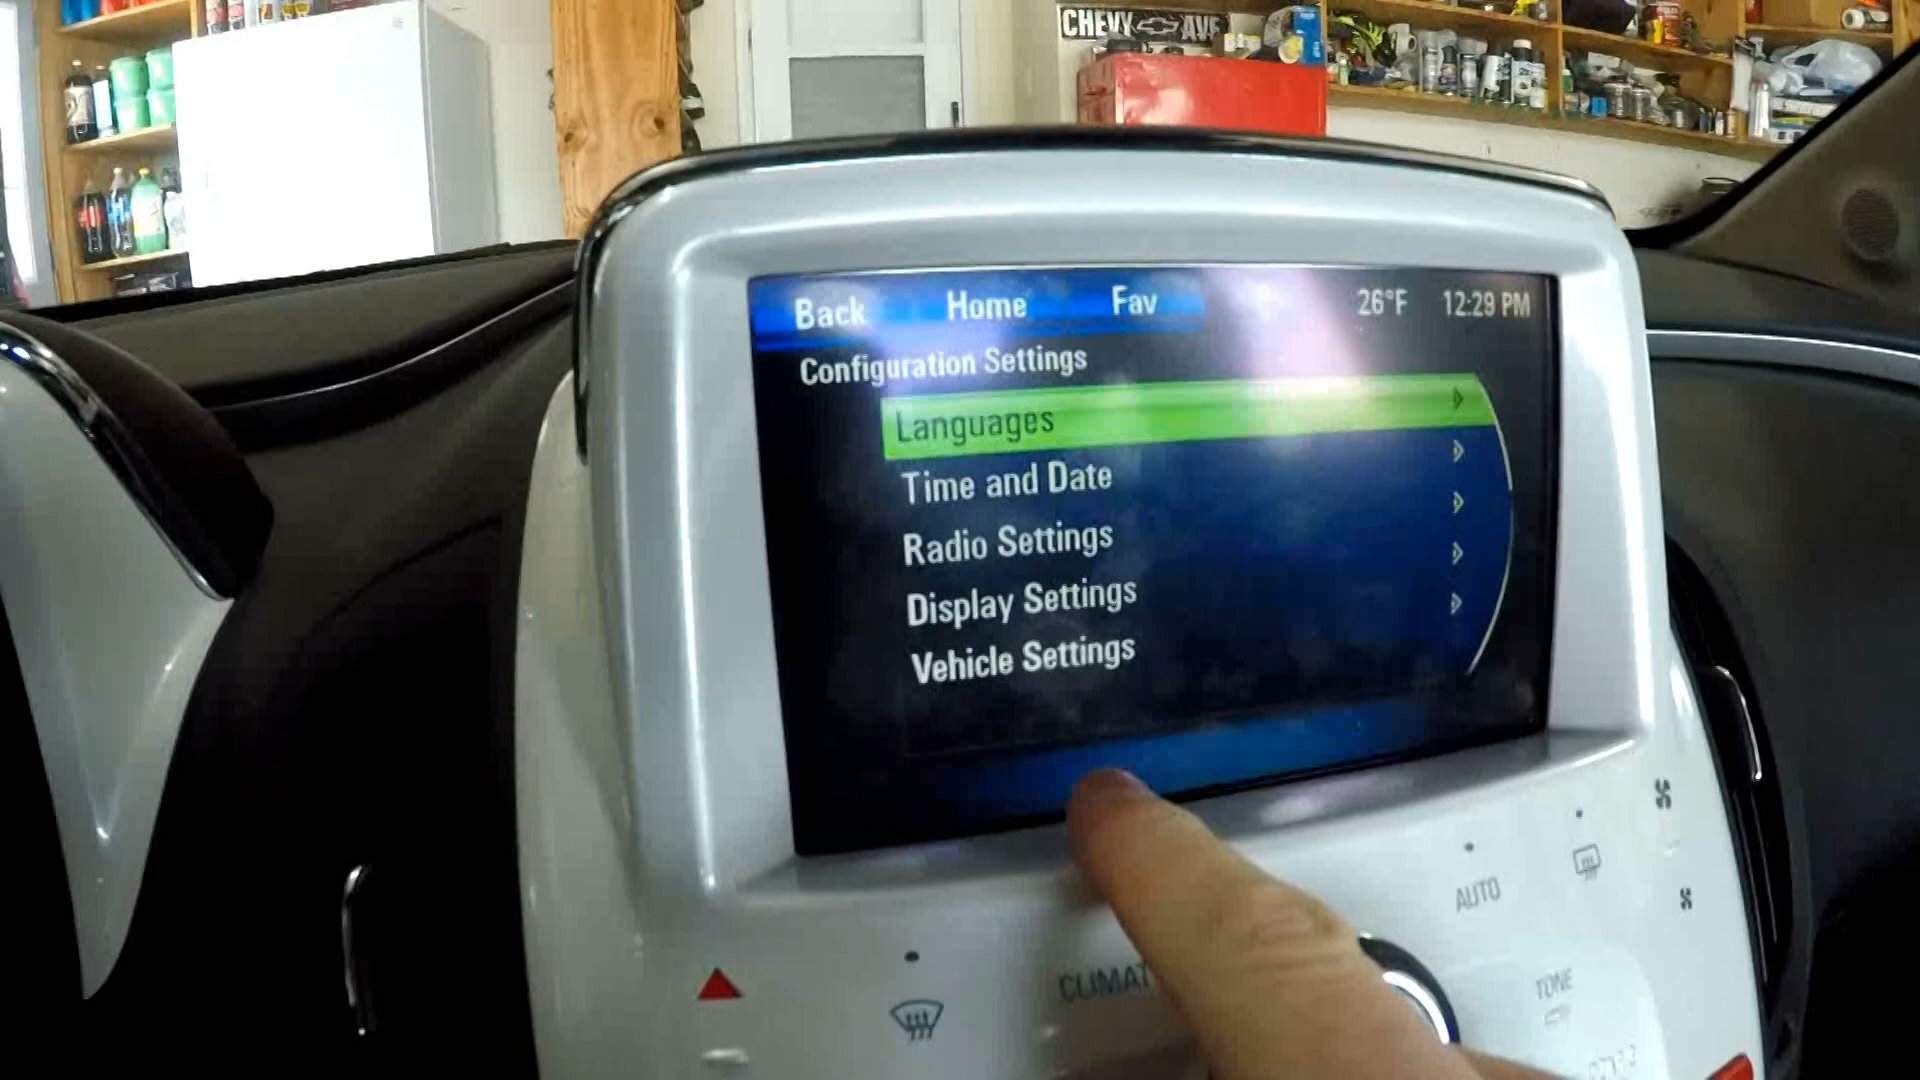 CHEVY AVE
Back Home Fav 26°F 12:29 PM
Configuration Settings
Languages
Time and Date
Radio Settings
Display Settings
Vehicle Settings
AUTO
CLIMAT
TONE